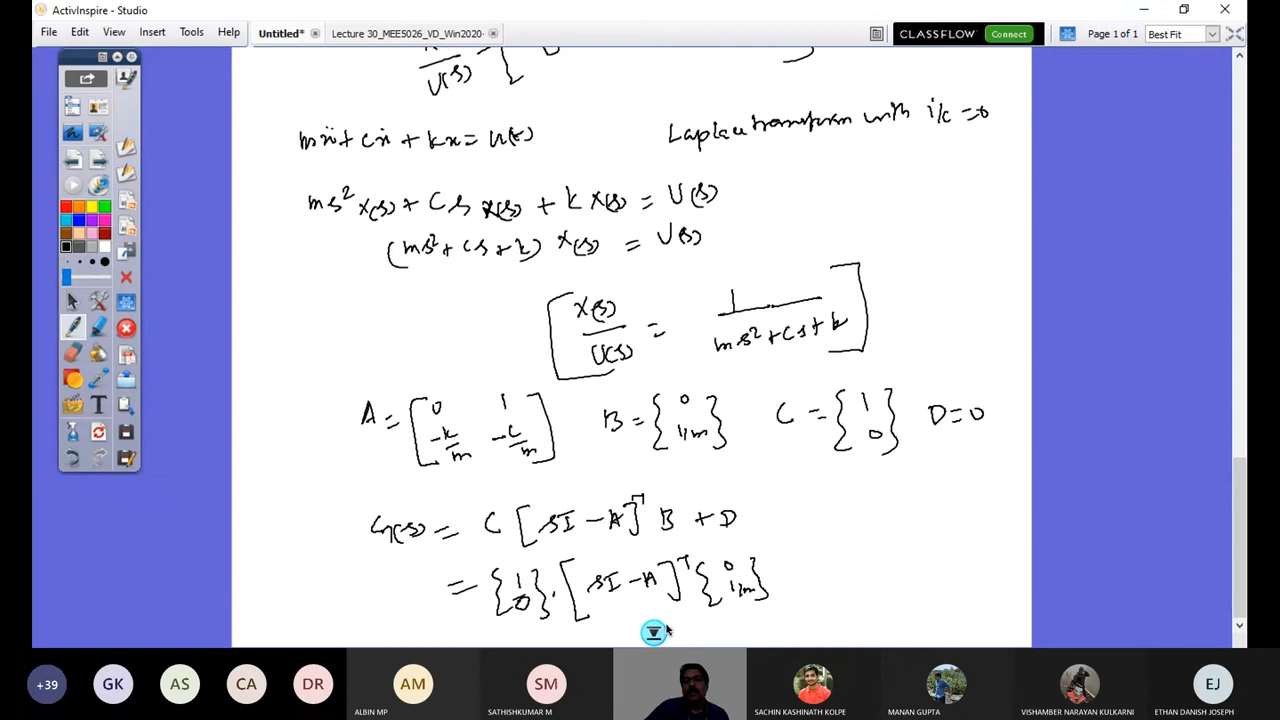 ActivInspire - Studio
File Edit View Insert Tools Help
Untitled* Lecture 30_MEE5026_VD_Win2020- CLASSFLOW Connect Page 1 of 1 Best Fit
U(s)
mẍ + cẋ + kx = u(t) Laplace transform with i/c = 0
ms² X(s) + C s X(s) + k X(s) = U(s)
(ms² + cs + k) X(s) = U(s)
X(s)/U(s) = 1/(ms² + cs + k)
A = [0 1; -k/m -c/m] B = {0; 1/m} C = {1; 0} D = 0
G(s) = C [sI - A]⁻¹ B + D
= {1; 0} . [sI - A]⁻¹ {0; 1/m}
+39 GK AS CA DR AM SM EJ
ALBIN MP SATHISHKUMAR M SACHIN KASHINATH KOLPE MANAN GUPTA VISHAMBER NARAYAN KULKARNI ETHAN DANISH JOSEPH